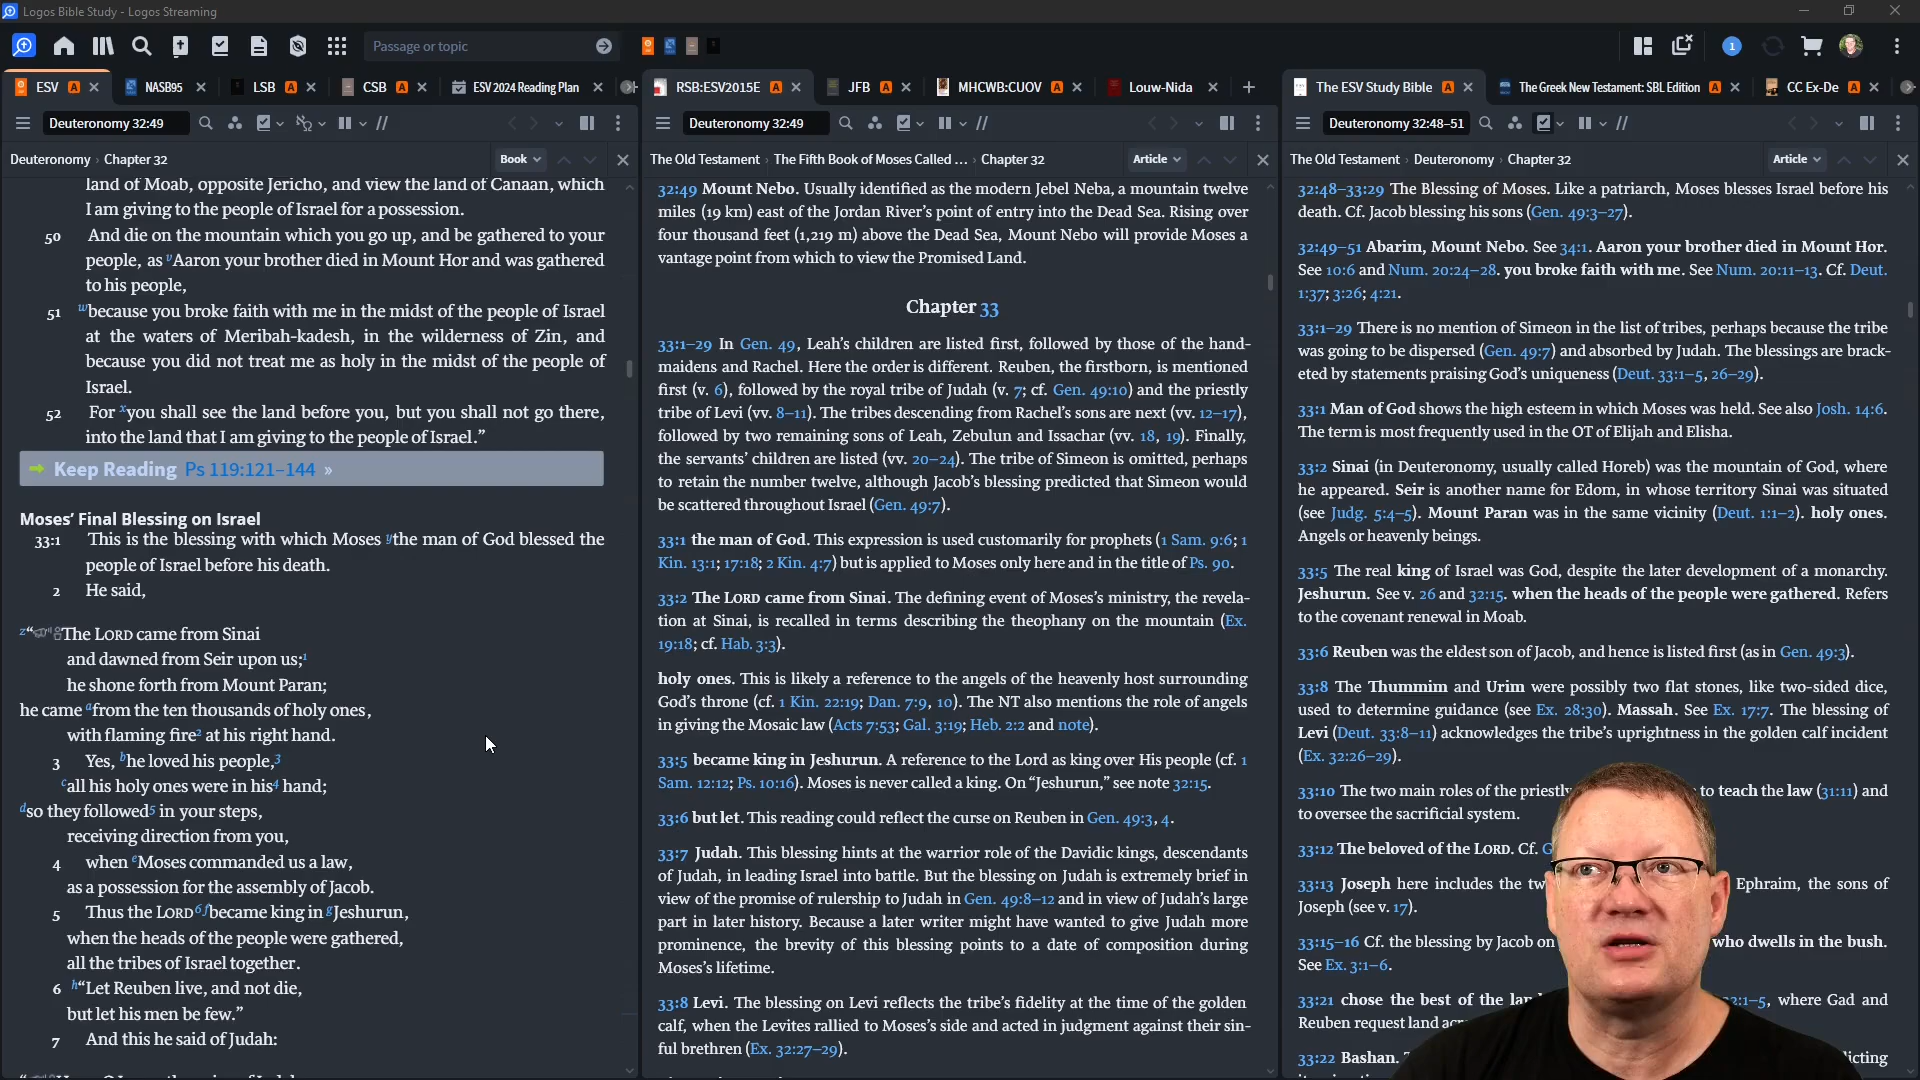 Logos Bible Study - Logos Streaming
Passage or topic
1
ESV A
NASB95
LSB A
CSB A
ESV 2024 Reading Plan
Deuteronomy 32:49
Deuteronomy › Chapter 32
Book
land of Moab, opposite Jericho, and view the land of Canaan, which
I am giving to the people of Israel for a possession.
50 And die on the mountain which you go up, and be gathered to your
people, as vAaron your brother died in Mount Hor and was gathered
to his people,
51 wbecause you broke faith with me in the midst of the people of Israel
at the waters of Meribah-kadesh, in the wilderness of Zin, and
because you did not treat me as holy in the midst of the people of
Israel.
52 For xyou shall see the land before you, but you shall not go there,
into the land that I am giving to the people of Israel.”
Keep Reading Ps 119:121–144 »
Moses’ Final Blessing on Israel
33:1 This is the blessing with which Moses ythe man of God blessed the
people of Israel before his death.
2 He said,
z“The LORD came from Sinai
and dawned from Seir upon us;1
he shone forth from Mount Paran;
he came afrom the ten thousands of holy ones,
with flaming fire2 at his right hand.
3 Yes, bhe loved his people,3
call his holy ones were in his4 hand;
dso they followed5 in your steps,
receiving direction from you,
4 when eMoses commanded us a law,
as a possession for the assembly of Jacob.
5 Thus the LORD6 fbecame king in gJeshurun,
when the heads of the people were gathered,
all the tribes of Israel together.
6 h“Let Reuben live, and not die,
but let his men be few.”
7 And this he said of Judah:
RSB:ESV2015E A
JFB A
MHCWB:CUOV A
Louw-Nida
Deuteronomy 32:49
The Old Testament › The Fifth Book of Moses Called ... › Chapter 32
Article
32:49 Mount Nebo. Usually identified as the modern Jebel Neba, a mountain twelve
miles (19 km) east of the Jordan River’s point of entry into the Dead Sea. Rising over
four thousand feet (1,219 m) above the Dead Sea, Mount Nebo will provide Moses a
vantage point from which to view the Promised Land.
Chapter 33
33:1–29 In Gen. 49, Leah’s children are listed first, followed by those of the hand-
maidens and Rachel. Here the order is different. Reuben, the firstborn, is mentioned
first (v. 6), followed by the royal tribe of Judah (v. 7; cf. Gen. 49:10) and the priestly
tribe of Levi (vv. 8–11). The tribes descending from Rachel’s sons are next (vv. 12–17),
followed by two remaining sons of Leah, Zebulun and Issachar (vv. 18, 19). Finally,
the servants’ children are listed (vv. 20–24). The tribe of Simeon is omitted, perhaps
to retain the number twelve, although Jacob’s blessing predicted that Simeon would
be scattered throughout Israel (Gen. 49:7).
33:1 the man of God. This expression is used customarily for prophets (1 Sam. 9:6; 1
Kin. 13:1; 17:18; 2 Kin. 4:7) but is applied to Moses only here and in the title of Ps. 90.
33:2 The LORD came from Sinai. The defining event of Moses’s ministry, the revela-
tion at Sinai, is recalled in terms describing the theophany on the mountain (Ex.
19:18; cf. Hab. 3:3).
holy ones. This is likely a reference to the angels of the heavenly host surrounding
God’s throne (cf. 1 Kin. 22:19; Dan. 7:9, 10). The NT also mentions the role of angels
in giving the Mosaic law (Acts 7:53; Gal. 3:19; Heb. 2:2 and note).
33:5 became king in Jeshurun. A reference to the Lord as king over His people (cf. 1
Sam. 12:12; Ps. 10:16). Moses is never called a king. On “Jeshurun,” see note 32:15.
33:6 but let. This reading could reflect the curse on Reuben in Gen. 49:3, 4.
33:7 Judah. This blessing hints at the warrior role of the Davidic kings, descendants
of Judah, in leading Israel into battle. But the blessing on Judah is extremely brief in
view of the promise of rulership to Judah in Gen. 49:8–12 and in view of Judah’s large
part in later history. Because a later writer might have wanted to give Judah more
prominence, the brevity of this blessing points to a date of composition during
Moses’s lifetime.
33:8 Levi. The blessing on Levi reflects the tribe’s fidelity at the time of the golden
calf, when the Levites rallied to Moses’s side and acted in judgment against their sin-
ful brethren (Ex. 32:27–29).
The ESV Study Bible A
The Greek New Testament: SBL Edition A
CC Ex-De A
Deuteronomy 32:48–51
The Old Testament › Deuteronomy › Chapter 32
Article
32:48–33:29 The Blessing of Moses. Like a patriarch, Moses blesses Israel before his
death. Cf. Jacob blessing his sons (Gen. 49:3–27).
32:49–51 Abarim, Mount Nebo. See 34:1. Aaron your brother died in Mount Hor.
See 10:6 and Num. 20:24–28. you broke faith with me. See Num. 20:11–13. Cf. Deut.
1:37; 3:26; 4:21.
33:1–29 There is no mention of Simeon in the list of tribes, perhaps because the tribe
was going to be dispersed (Gen. 49:7) and absorbed by Judah. The blessings are brack-
eted by statements praising God’s uniqueness (Deut. 33:1–5, 26–29).
33:1 Man of God shows the high esteem in which Moses was held. See also Josh. 14:6.
The term is most frequently used in the OT of Elijah and Elisha.
33:2 Sinai (in Deuteronomy, usually called Horeb) was the mountain of God, where
he appeared. Seir is another name for Edom, in whose territory Sinai was situated
(see Judg. 5:4–5). Mount Paran was in the same vicinity (Deut. 1:1–2). holy ones.
Angels or heavenly beings.
33:5 The real king of Israel was God, despite the later development of a monarchy.
Jeshurun. See v. 26 and 32:15. when the heads of the people were gathered. Refers
to the covenant renewal in Moab.
33:6 Reuben was the eldest son of Jacob, and hence is listed first (as in Gen. 49:3).
33:8 The Thummim and Urim were possibly two flat stones, like two-sided dice,
used to determine guidance (see Ex. 28:30). Massah. See Ex. 17:7. The blessing of
Levi (Deut. 33:8–11) acknowledges the tribe’s uprightness in the golden calf incident
(Ex. 32:26–29).
33:10 The two main roles of the priestly to teach the law (31:11) and
to oversee the sacrificial system.
33:12 The beloved of the LORD. Cf. G
33:13 Joseph here includes the Ephraim, the sons of
Joseph (see v. 17).
33:15–16 Cf. the blessing by Jacob on who dwells in the bush.
See Ex. 3:1–6.
33:21 chose the best of the 1–5, where Gad and
Reuben request land
33:22 Bashan.